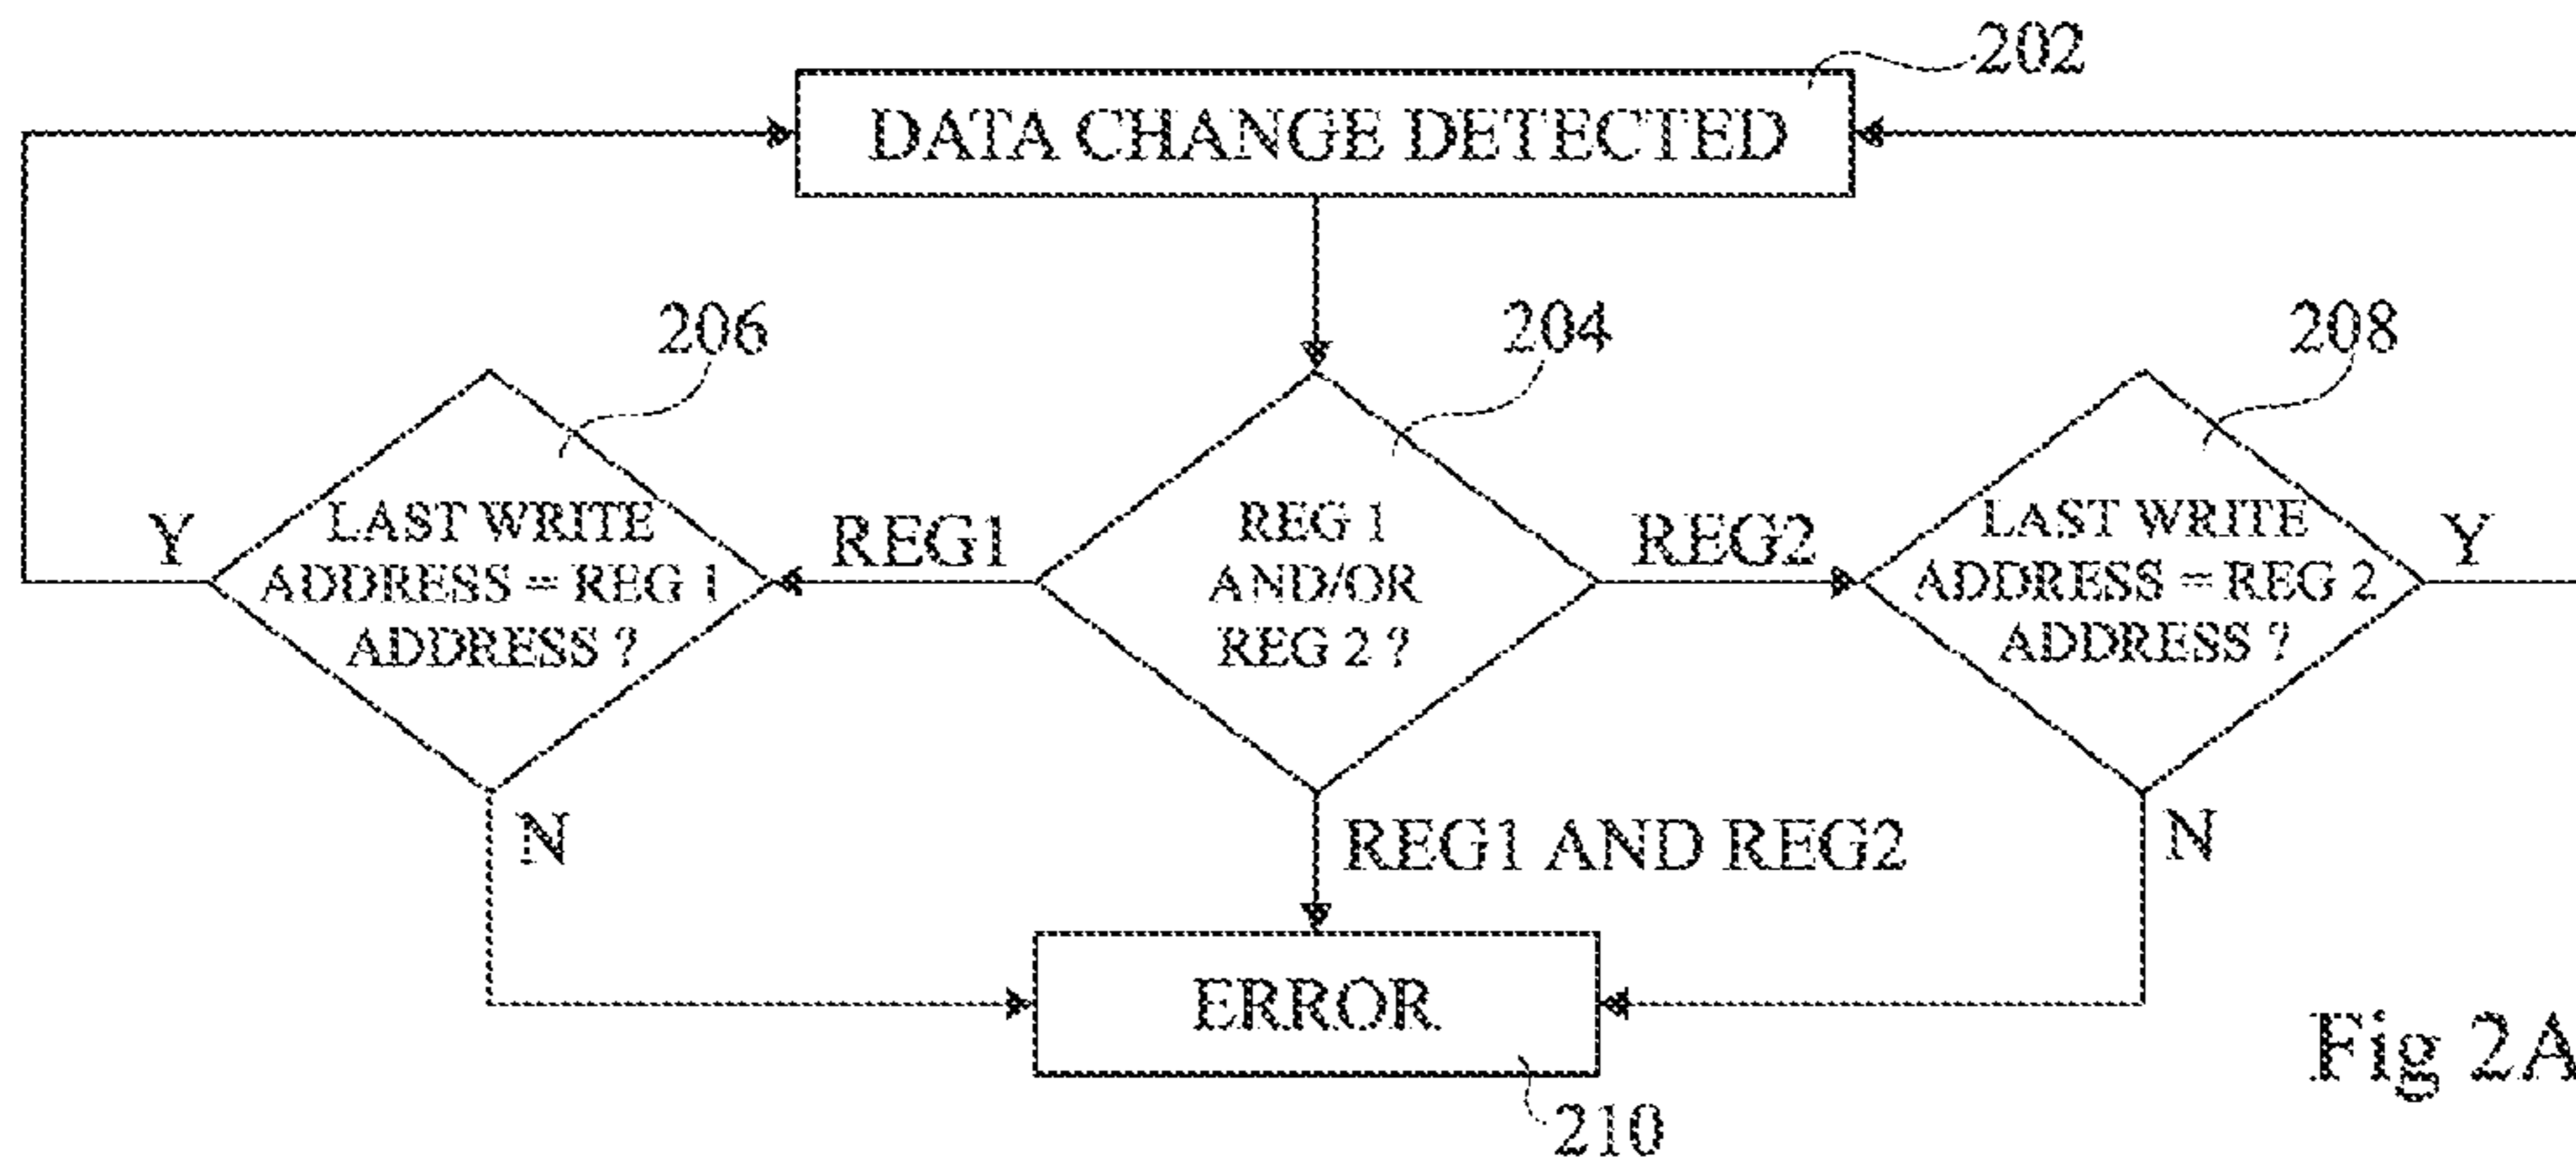 202
DATA CHANGE DETECTED
206
204
208
Y
LAST WRITE
ADDRESS = REG 1
ADDRESS ?
REG1
REG 1
AND/OR
REG 2 ?
REG2
LAST WRITE
ADDRESS = REG 2
ADDRESS ?
Y
N
REG1 AND REG2
N
ERROR
Fig 2A
210